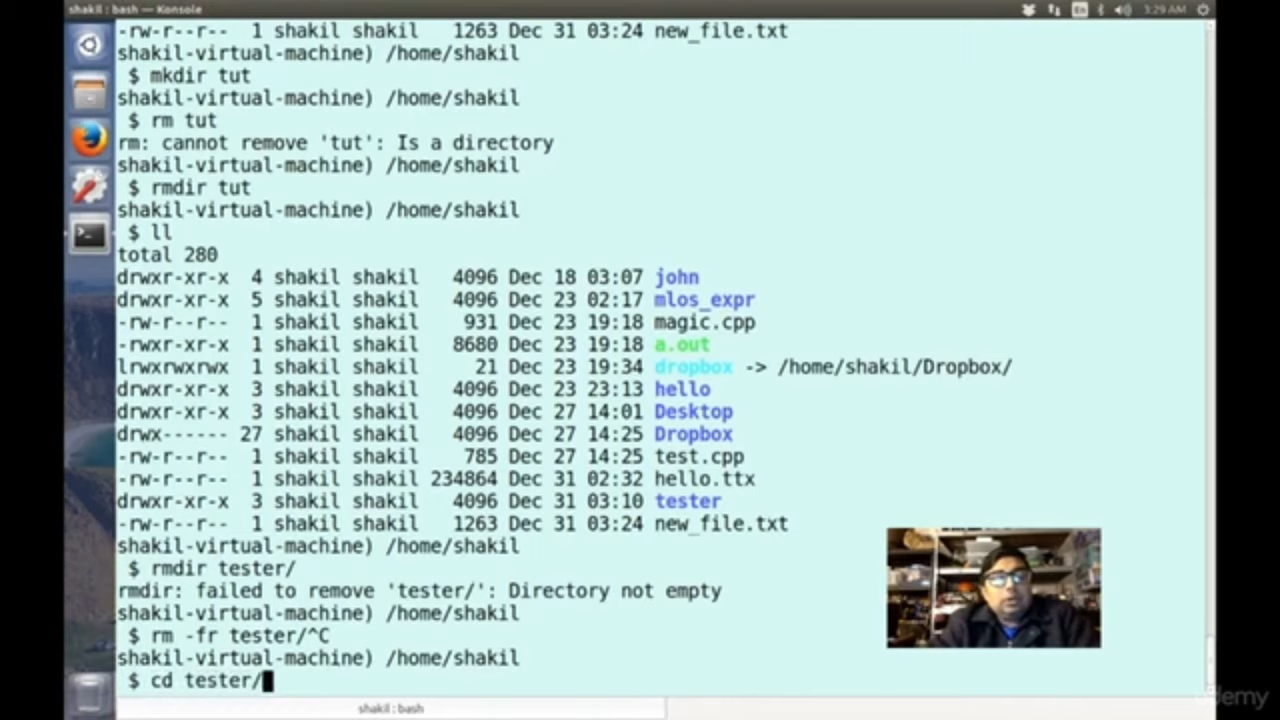 shakil : bash — Konsole
En
3:29 AM
-rw-r--r--  1 shakil shakil   1263 Dec 31 03:24 new_file.txt
shakil-virtual-machine) /home/shakil
 $ mkdir tut
shakil-virtual-machine) /home/shakil
 $ rm tut
rm: cannot remove 'tut': Is a directory
shakil-virtual-machine) /home/shakil
 $ rmdir tut
shakil-virtual-machine) /home/shakil
 $ ll
total 280
drwxr-xr-x  4 shakil shakil   4096 Dec 18 03:07 john
drwxr-xr-x  5 shakil shakil   4096 Dec 23 02:17 mlos_expr
-rw-r--r--  1 shakil shakil    931 Dec 23 19:18 magic.cpp
-rwxr-xr-x  1 shakil shakil   8680 Dec 23 19:18 a.out
lrwxrwxrwx  1 shakil shakil     21 Dec 23 19:34 dropbox -> /home/shakil/Dropbox/
drwxr-xr-x  3 shakil shakil   4096 Dec 23 23:13 hello
drwxr-xr-x  3 shakil shakil   4096 Dec 27 14:01 Desktop
drwx------ 27 shakil shakil   4096 Dec 27 14:25 Dropbox
-rw-r--r--  1 shakil shakil    785 Dec 27 14:25 test.cpp
-rw-r--r--  1 shakil shakil 234864 Dec 31 02:32 hello.ttx
drwxr-xr-x  3 shakil shakil   4096 Dec 31 03:10 tester
-rw-r--r--  1 shakil shakil   1263 Dec 31 03:24 new_file.txt
shakil-virtual-machine) /home/shakil
 $ rmdir tester/
rmdir: failed to remove 'tester/': Directory not empty
shakil-virtual-machine) /home/shakil
 $ rm -fr tester/^C
shakil-virtual-machine) /home/shakil
 $ cd tester/
shakil : bash